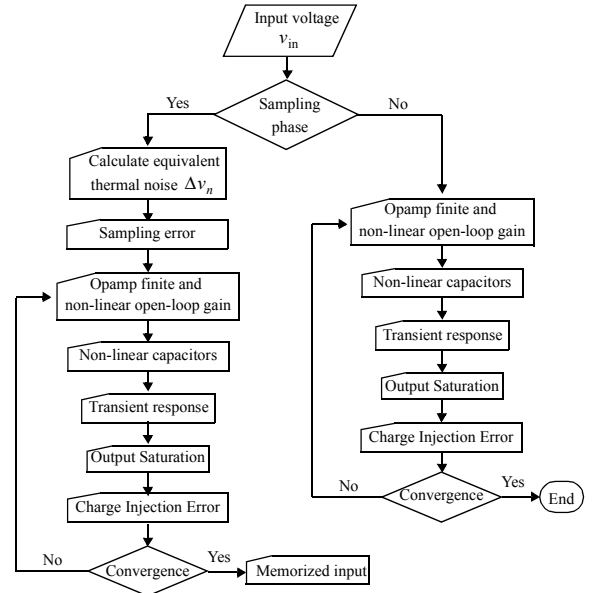 Input voltage
v_in
Sampling
phase
Yes
No
Calculate equivalent
thermal noise Δv_n
Sampling error
Opamp finite and
non-linear open-loop gain
Non-linear capacitors
Transient response
Output Saturation
Charge Injection Error
Convergence
No
Yes
Memorized input
Opamp finite and
non-linear open-loop gain
Non-linear capacitors
Transient response
Output Saturation
Charge Injection Error
Convergence
No
Yes
End